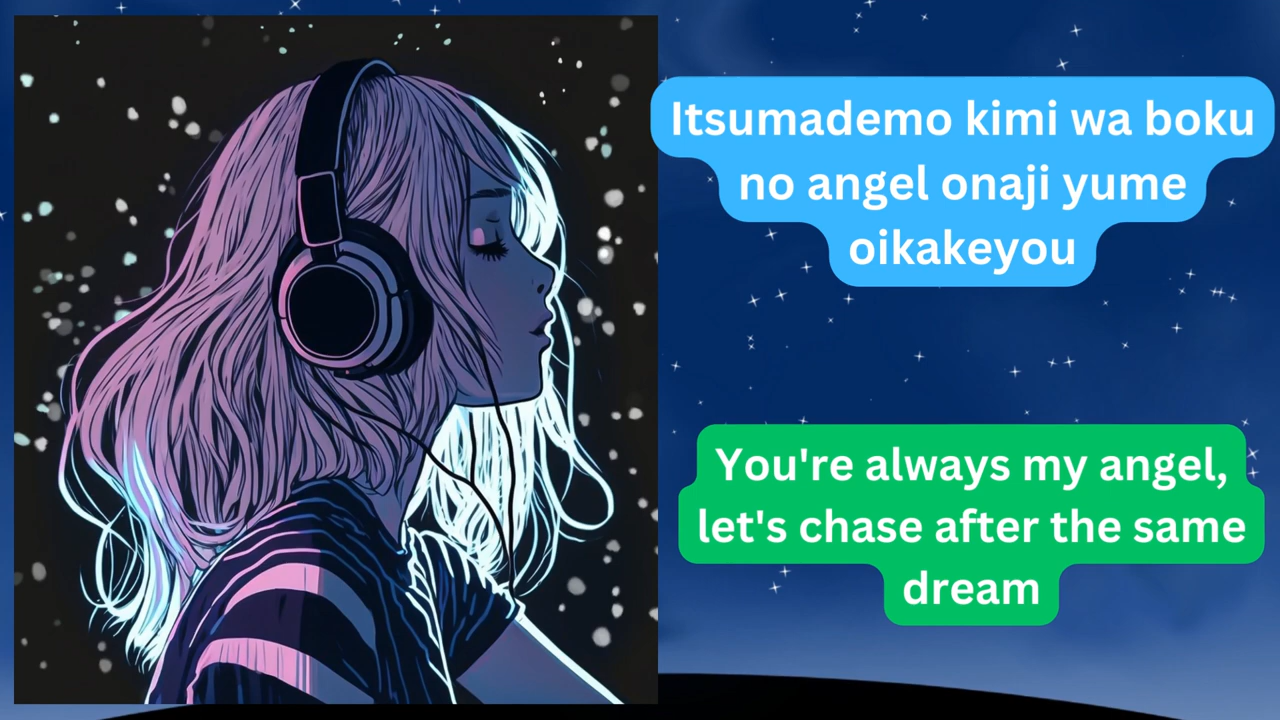 Itsumademo kimi wa boku
no angel onaji yume
oikakeyou
You're always my angel,
let's chase after the same
dream